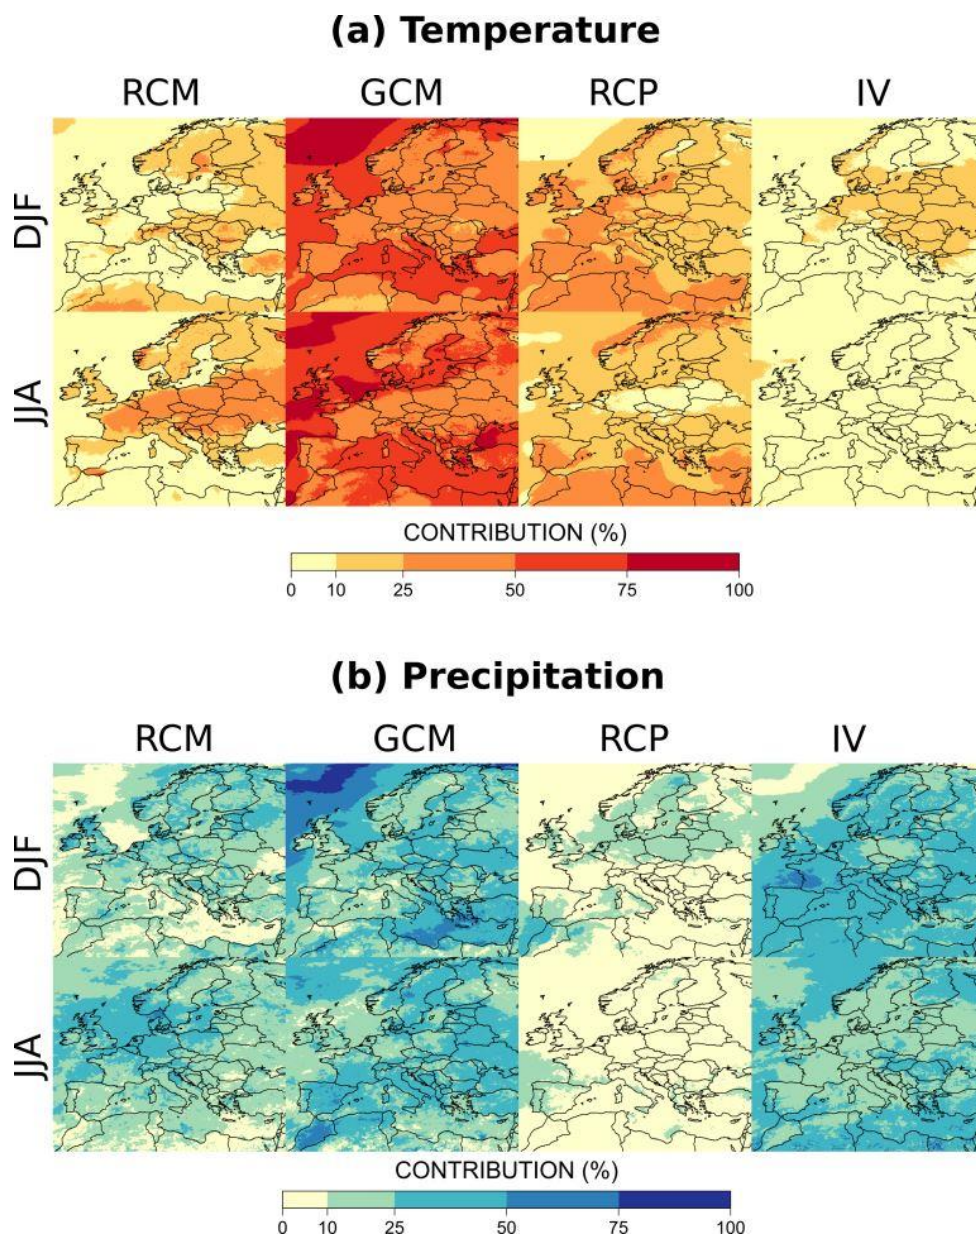 (a) Temperature
RCM GCM RCP IV
DJF
JJA
CONTRIBUTION (%)
0 10 25 50 75 100
(b) Precipitation
RCM GCM RCP IV
DJF
JJA
CONTRIBUTION (%)
0 10 25 50 75 100